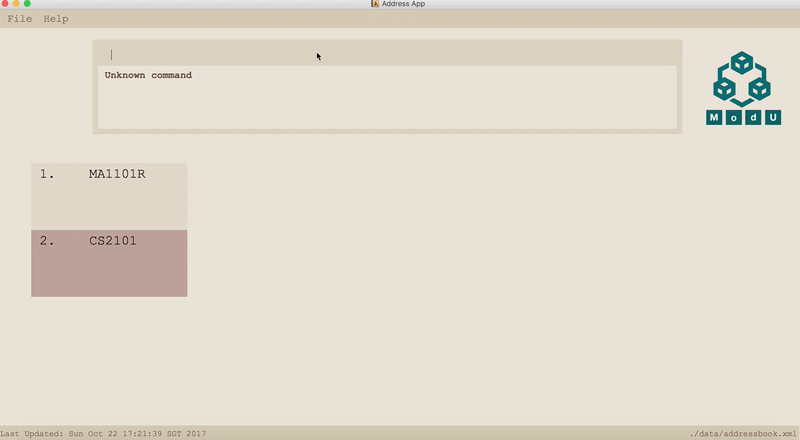 Address App
File Help
Unknown command
M o d U
1. MA1101R
2. CS2101
Last Updated: Sun Oct 22 17:21:39 SGT 2017
./data/addressbook.xml